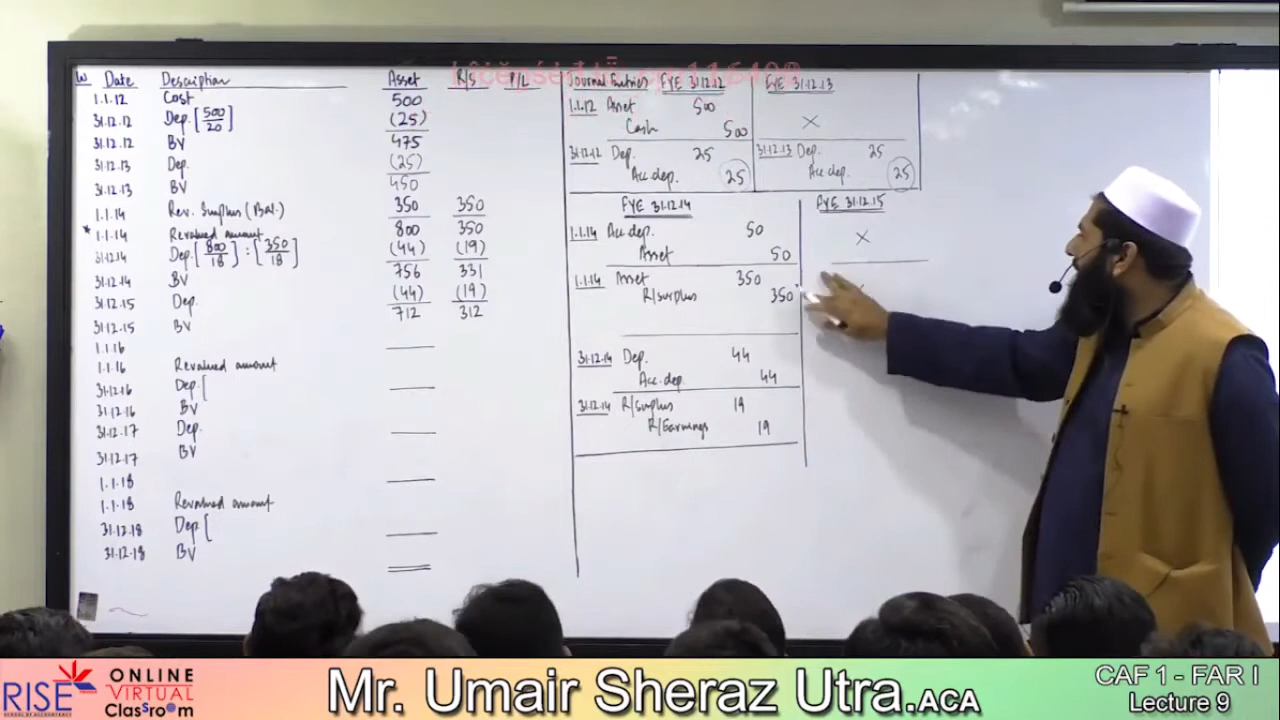 W Date Description Asset R/S P/L
1.1.12 Cost 500
31.12.12 Dep. [500/20] (25)
31.12.12 BV 475
31.12.13 Dep. (25)
31.12.13 BV 450
1.1.14 Rev. Surplus (Bal.) 350 350
* 1.1.14 Revalued amount 800 350
31.12.14 Dep [800/18] : [350/18] (44) (19)
31.12.14 BV 756 331
31.12.15 Dep. (44) (19)
31.12.15 BV 712 312
1.1.16
1.1.16 Revalued amount
31.12.16 Dep [
31.12.16 BV
31.12.17 Dep.
31.12.17 BV
1.1.18
1.1.18 Revalued amount
31.12.18 Dep [
31.12.18 BV
Journal Entries FYE 31.12.12
1.1.12 Asset 500
Cash 500
31.12.12 Dep. 25
Acc dep. 25
FYE 31.12.13
X
31.12.13 Dep. 25
Acc dep. 25
FYE 31.12.14
1.1.14 Acc dep. 50
Asset 50
1.1.14 Asset 350
R/surplus 350
31.12.14 Dep. 44
Acc. dep. 44
31.12.14 R/surplus 19
R/Earnings 19
FYE 31.12.15
X
RISE
SCHOOL OF ACCOUNTANCY
ONLINE
VIRTUAL
ClassRoom
Mr. Umair Sheraz Utra.ACA
CAF 1 - FAR I
Lecture 9